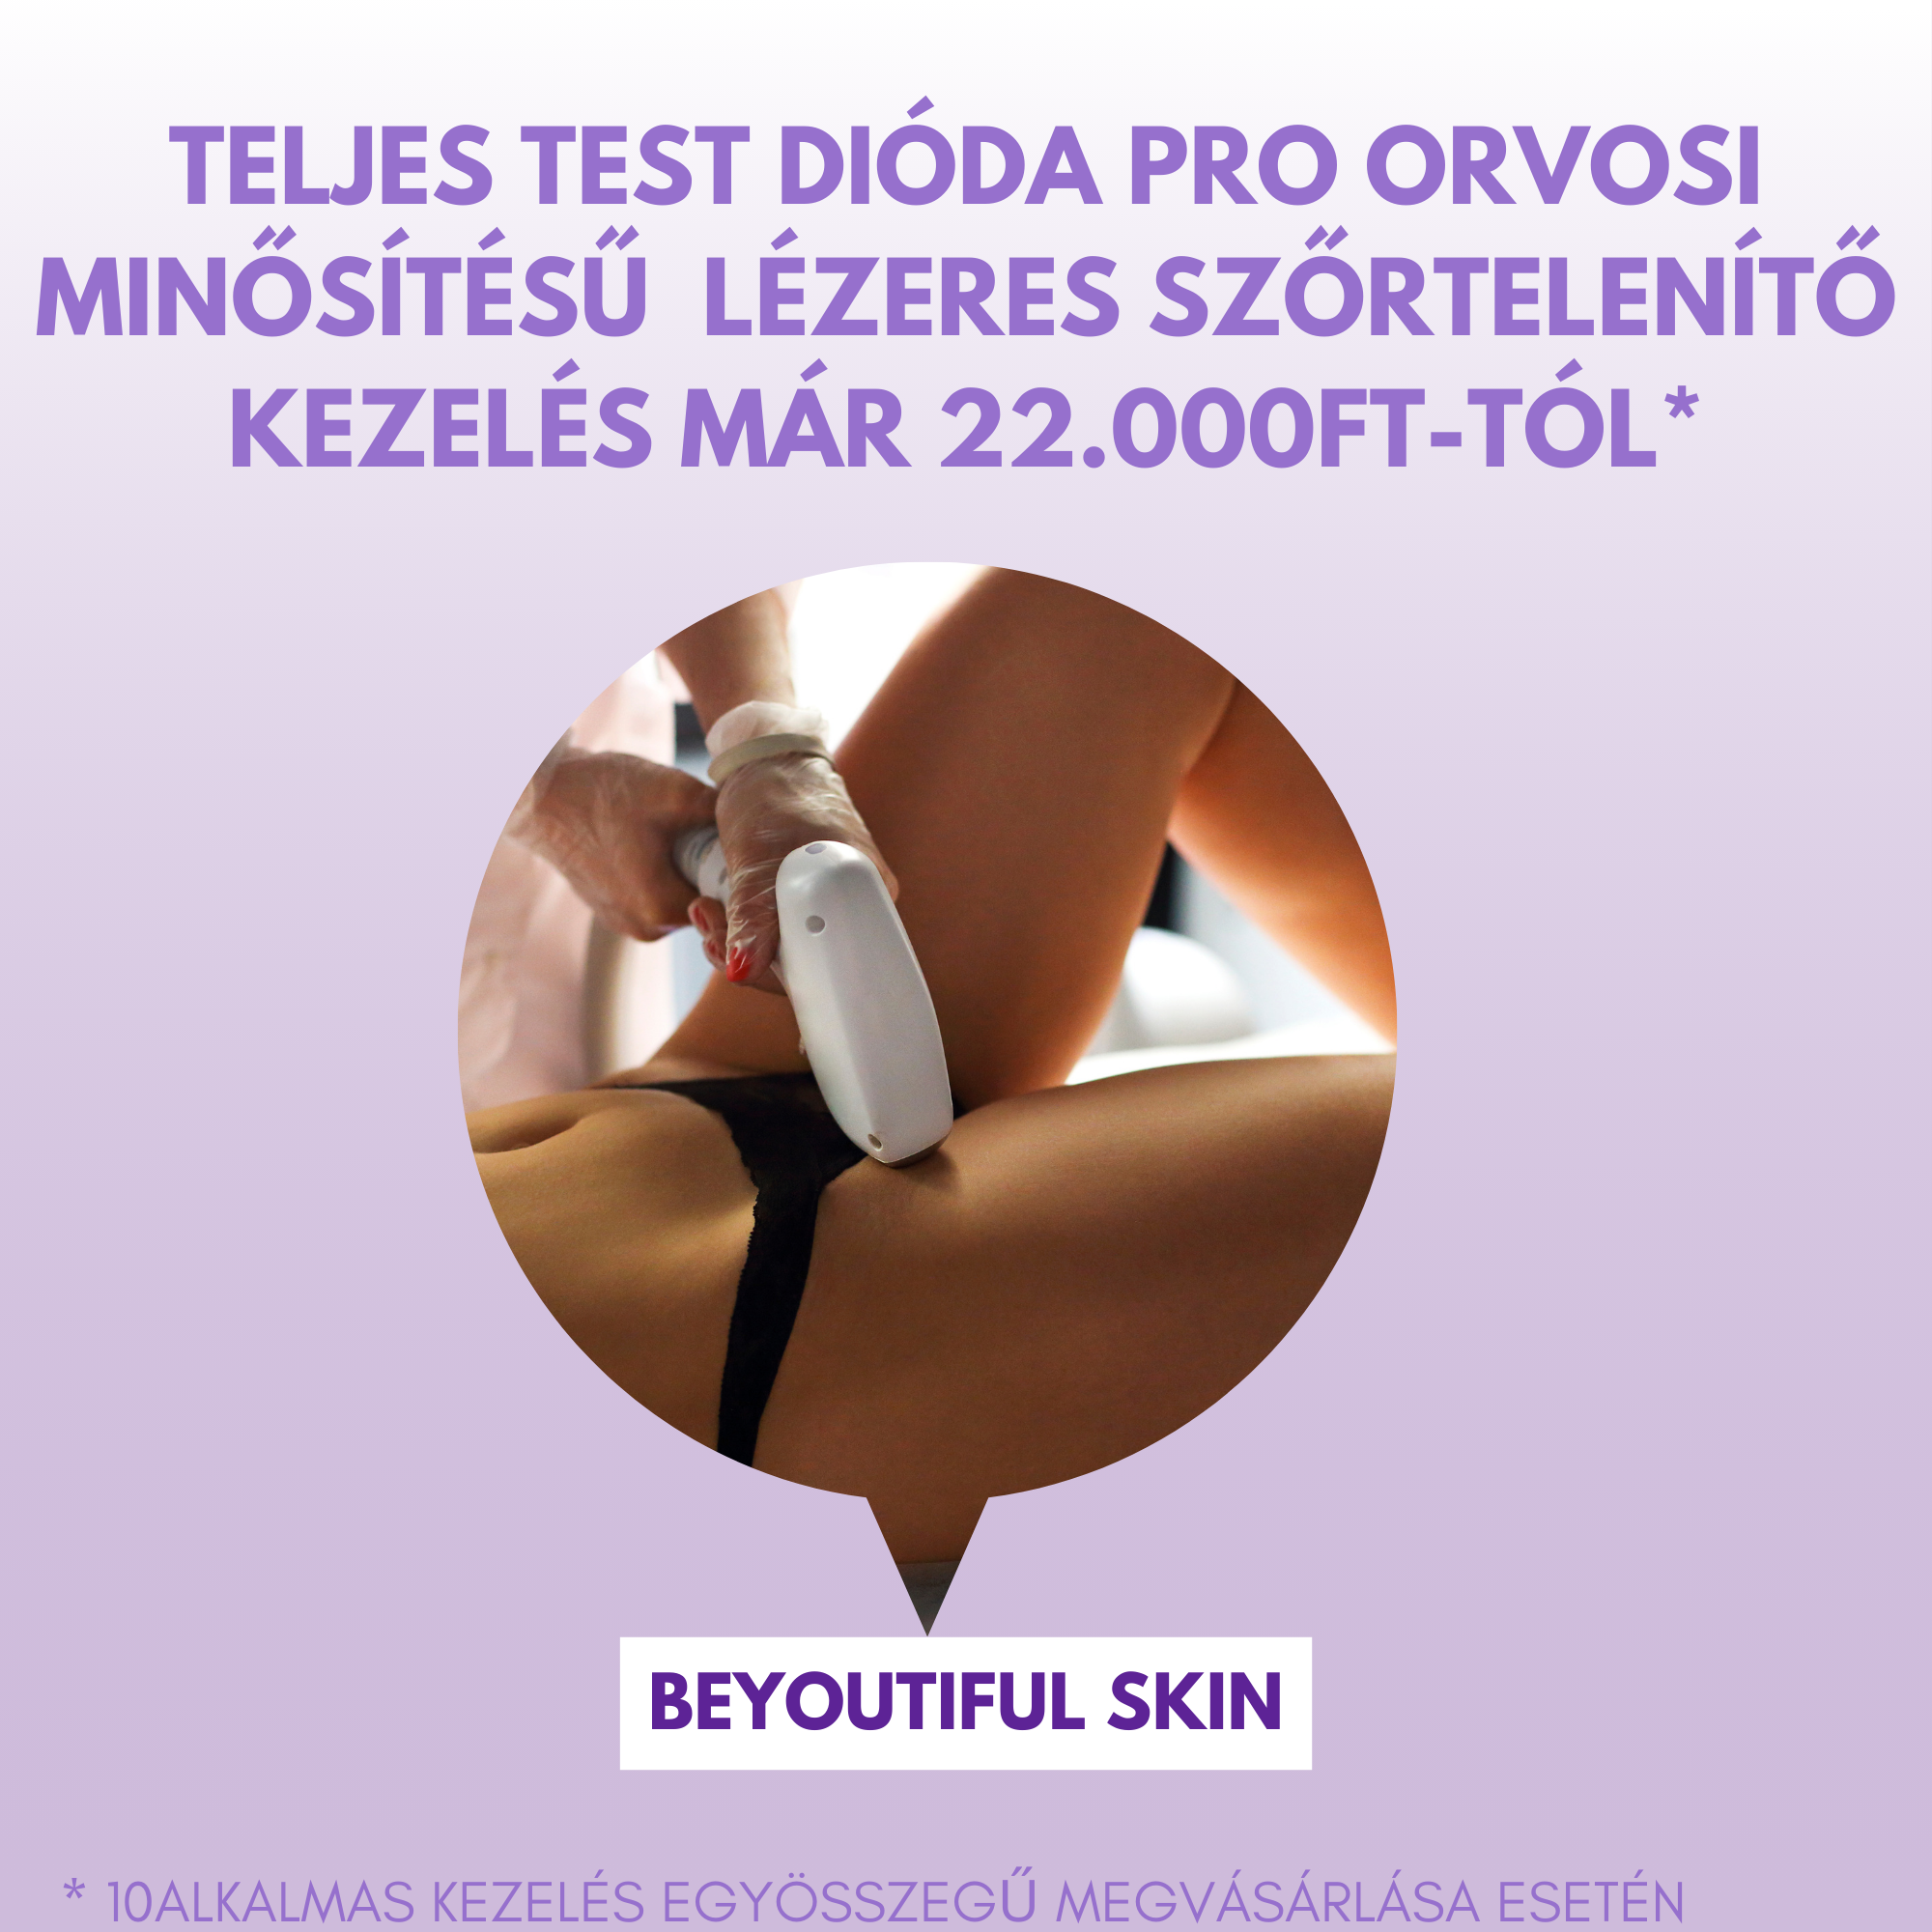 TELJES TEST DIÓDA PRO ORVOSI
MINŐSÍTÉSŰ LÉZERES SZŐRTELENÍTŐ
KEZELÉS MÁR 22.000FT-TÓL*
BEYOUTIFUL SKIN
* 10ALKALMAS KEZELÉS EGYÖSSZEGŰ MEGVÁSÁRLÁSA ESETÉN